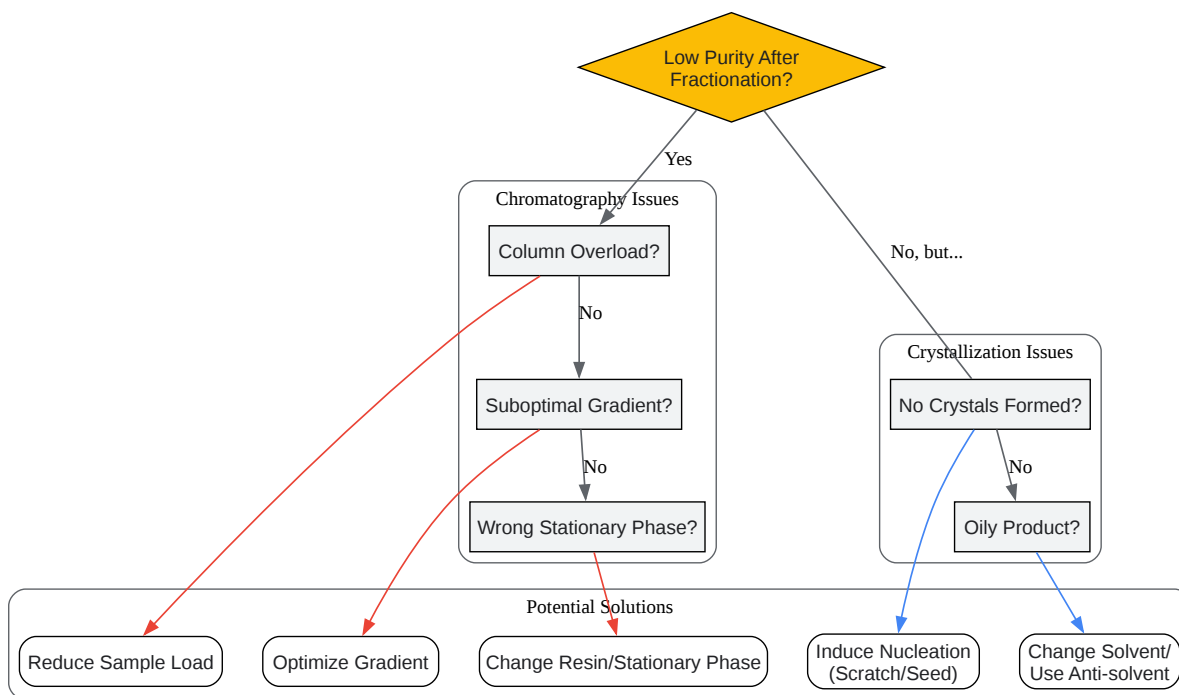 Low Purity After
Fractionation?
Yes
No, but...
Chromatography Issues
Column Overload?
No
Suboptimal Gradient?
No
Wrong Stationary Phase?
Crystallization Issues
No Crystals Formed?
No
Oily Product?
Potential Solutions
Reduce Sample Load
Optimize Gradient
Change Resin/Stationary Phase
Induce Nucleation
(Scratch/Seed)
Change Solvent/
Use Anti-solvent